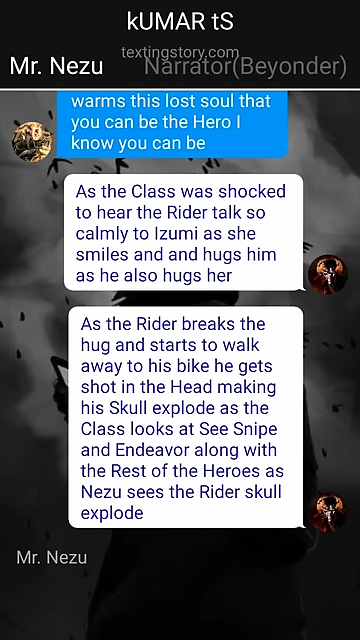 kUMAR tS
textingstory.com
Mr. Nezu Narrator(Beyonder)
warms this lost soul that
you can be the Hero I
know you can be
As the Class was shocked
to hear the Rider talk so
calmly to Izumi as she
smiles and and hugs him
as he also hugs her
As the Rider breaks the
hug and starts to walk
away to his bike he gets
shot in the Head making
his Skull explode as the
Class looks at See Snipe
and Endeavor along with
the Rest of the Heroes as
Nezu sees the Rider skull
explode
Mr. Nezu